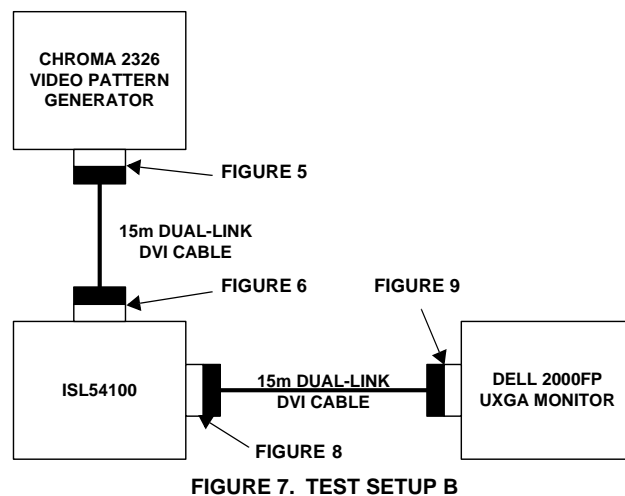 CHROMA 2326
VIDEO PATTERN
GENERATOR
FIGURE 5
15m DUAL-LINK
DVI CABLE
FIGURE 6
FIGURE 9
ISL54100
15m DUAL-LINK
DVI CABLE
DELL 2000FP
UXGA MONITOR
FIGURE 8
FIGURE 7. TEST SETUP B